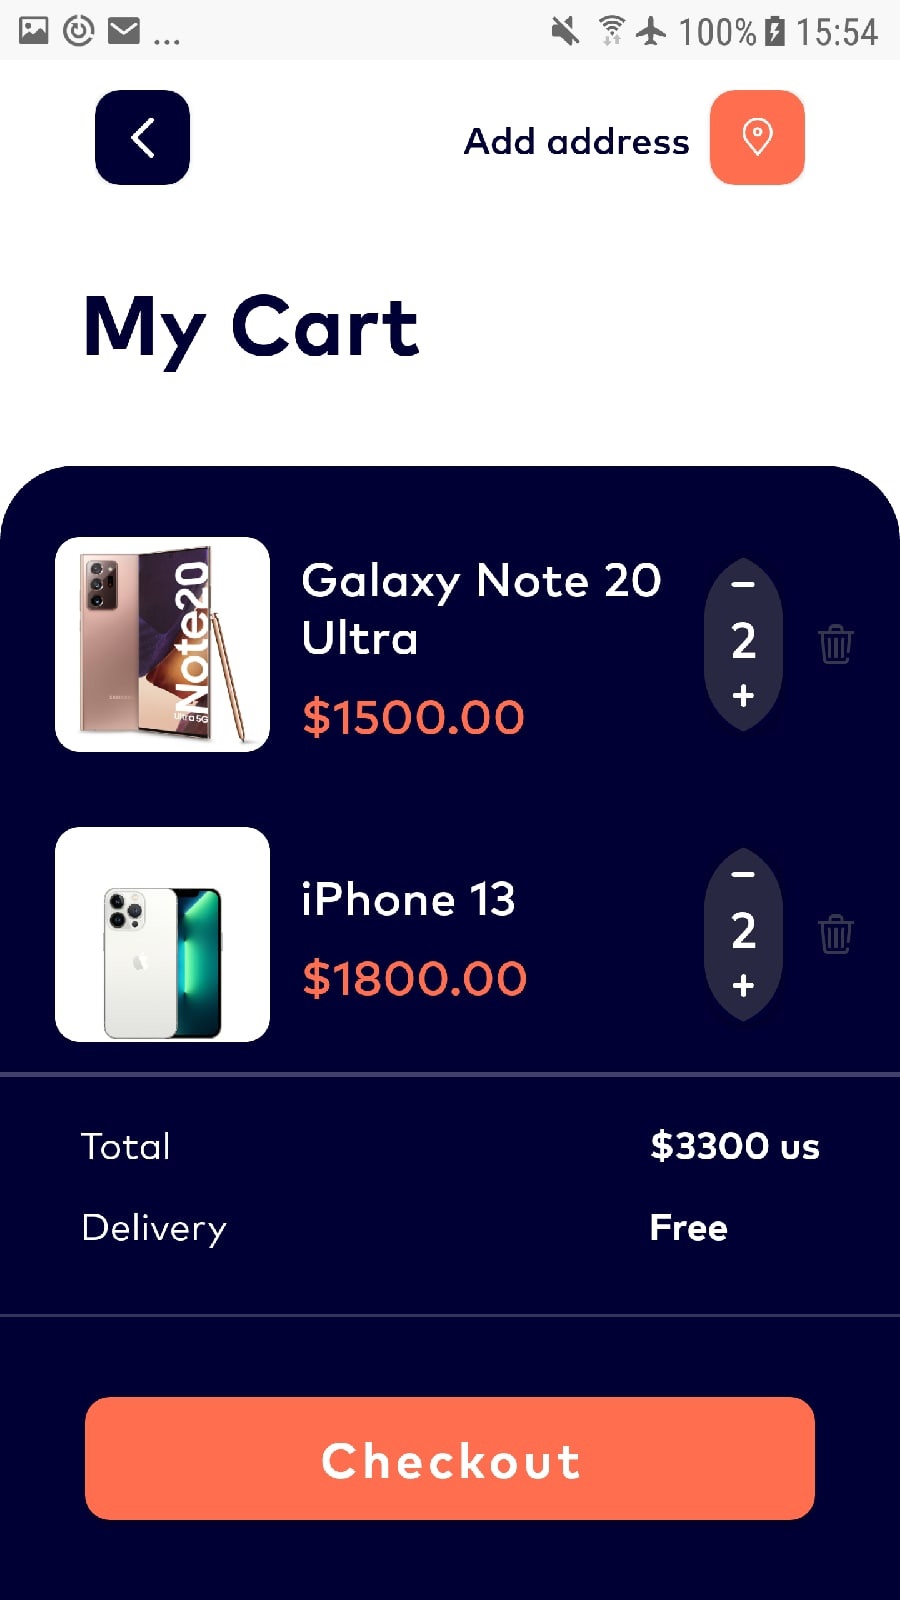 ... 100% 15:54
Add address
My Cart
Note20
Ultra 5G
SAMSUNG
Galaxy Note 20
Ultra
$1500.00
−
2
+
iPhone 13
$1800.00
−
2
+
Total $3300 us
Delivery Free
Checkout